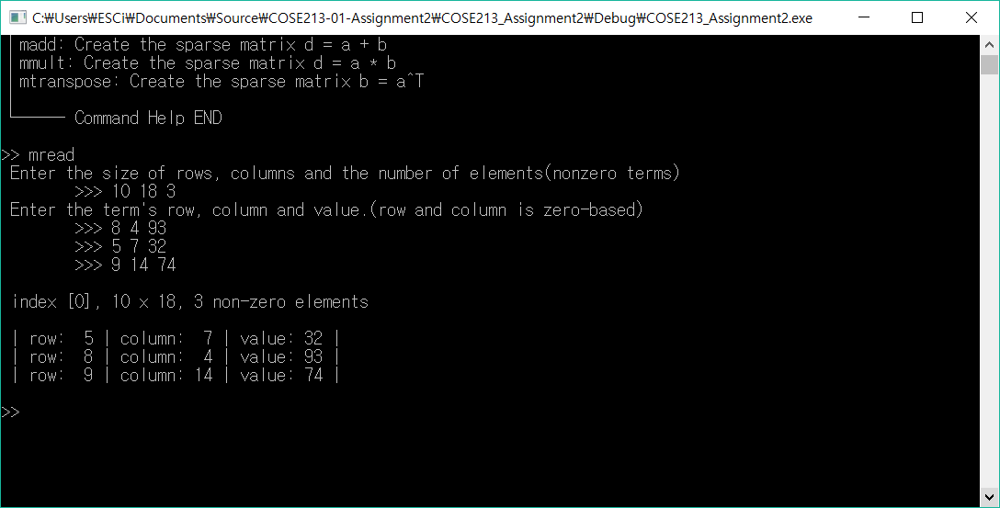 C:₩Users₩ESCi₩Documents₩Source₩COSE213-01-Assignment2₩COSE213_Assignment2₩Debug₩COSE213_Assignment2.exe
madd: Create the sparse matrix d = a + b
mmult: Create the sparse matrix d = a * b
mtranspose: Create the sparse matrix b = a^T
Command Help END
>> mread
Enter the size of rows, columns and the number of elements(nonzero terms)
>>> 10 18 3
Enter the term's row, column and value.(row and column is zero-based)
>>> 8 4 93
>>> 5 7 32
>>> 9 14 74
index [0], 10 x 18, 3 non-zero elements
| row:  5 | column:  7 | value: 32 |
| row:  8 | column:  4 | value: 93 |
| row:  9 | column: 14 | value: 74 |
>>